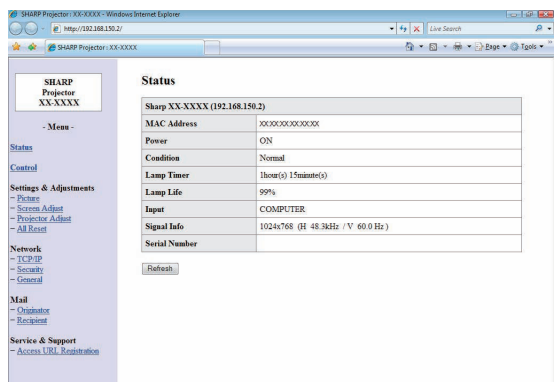 SHARP Projector : XX-XXXX - Windows Internet Explorer
http://192.168.150.2/
Live Search
SHARP Projector : XX-XXXX
Page
Tools
SHARP
Projector
XX-XXXX
- Menu -
Status
Control
Settings & Adjustments
- Picture
- Screen Adjust
- Projector Adjust
- All Reset
Network
- TCP/IP
- Security
- General
Mail
- Originator
- Recipient
Service & Support
- Access URL Registration
Status
Sharp XX-XXXX (192.168.150.2)
MAC Address XXXXXXXXXXXX
Power ON
Condition Normal
Lamp Timer 1hour(s) 15minute(s)
Lamp Life 99%
Input COMPUTER
Signal Info 1024x768 (H 48.3kHz / V 60.0 Hz )
Serial Number
Refresh